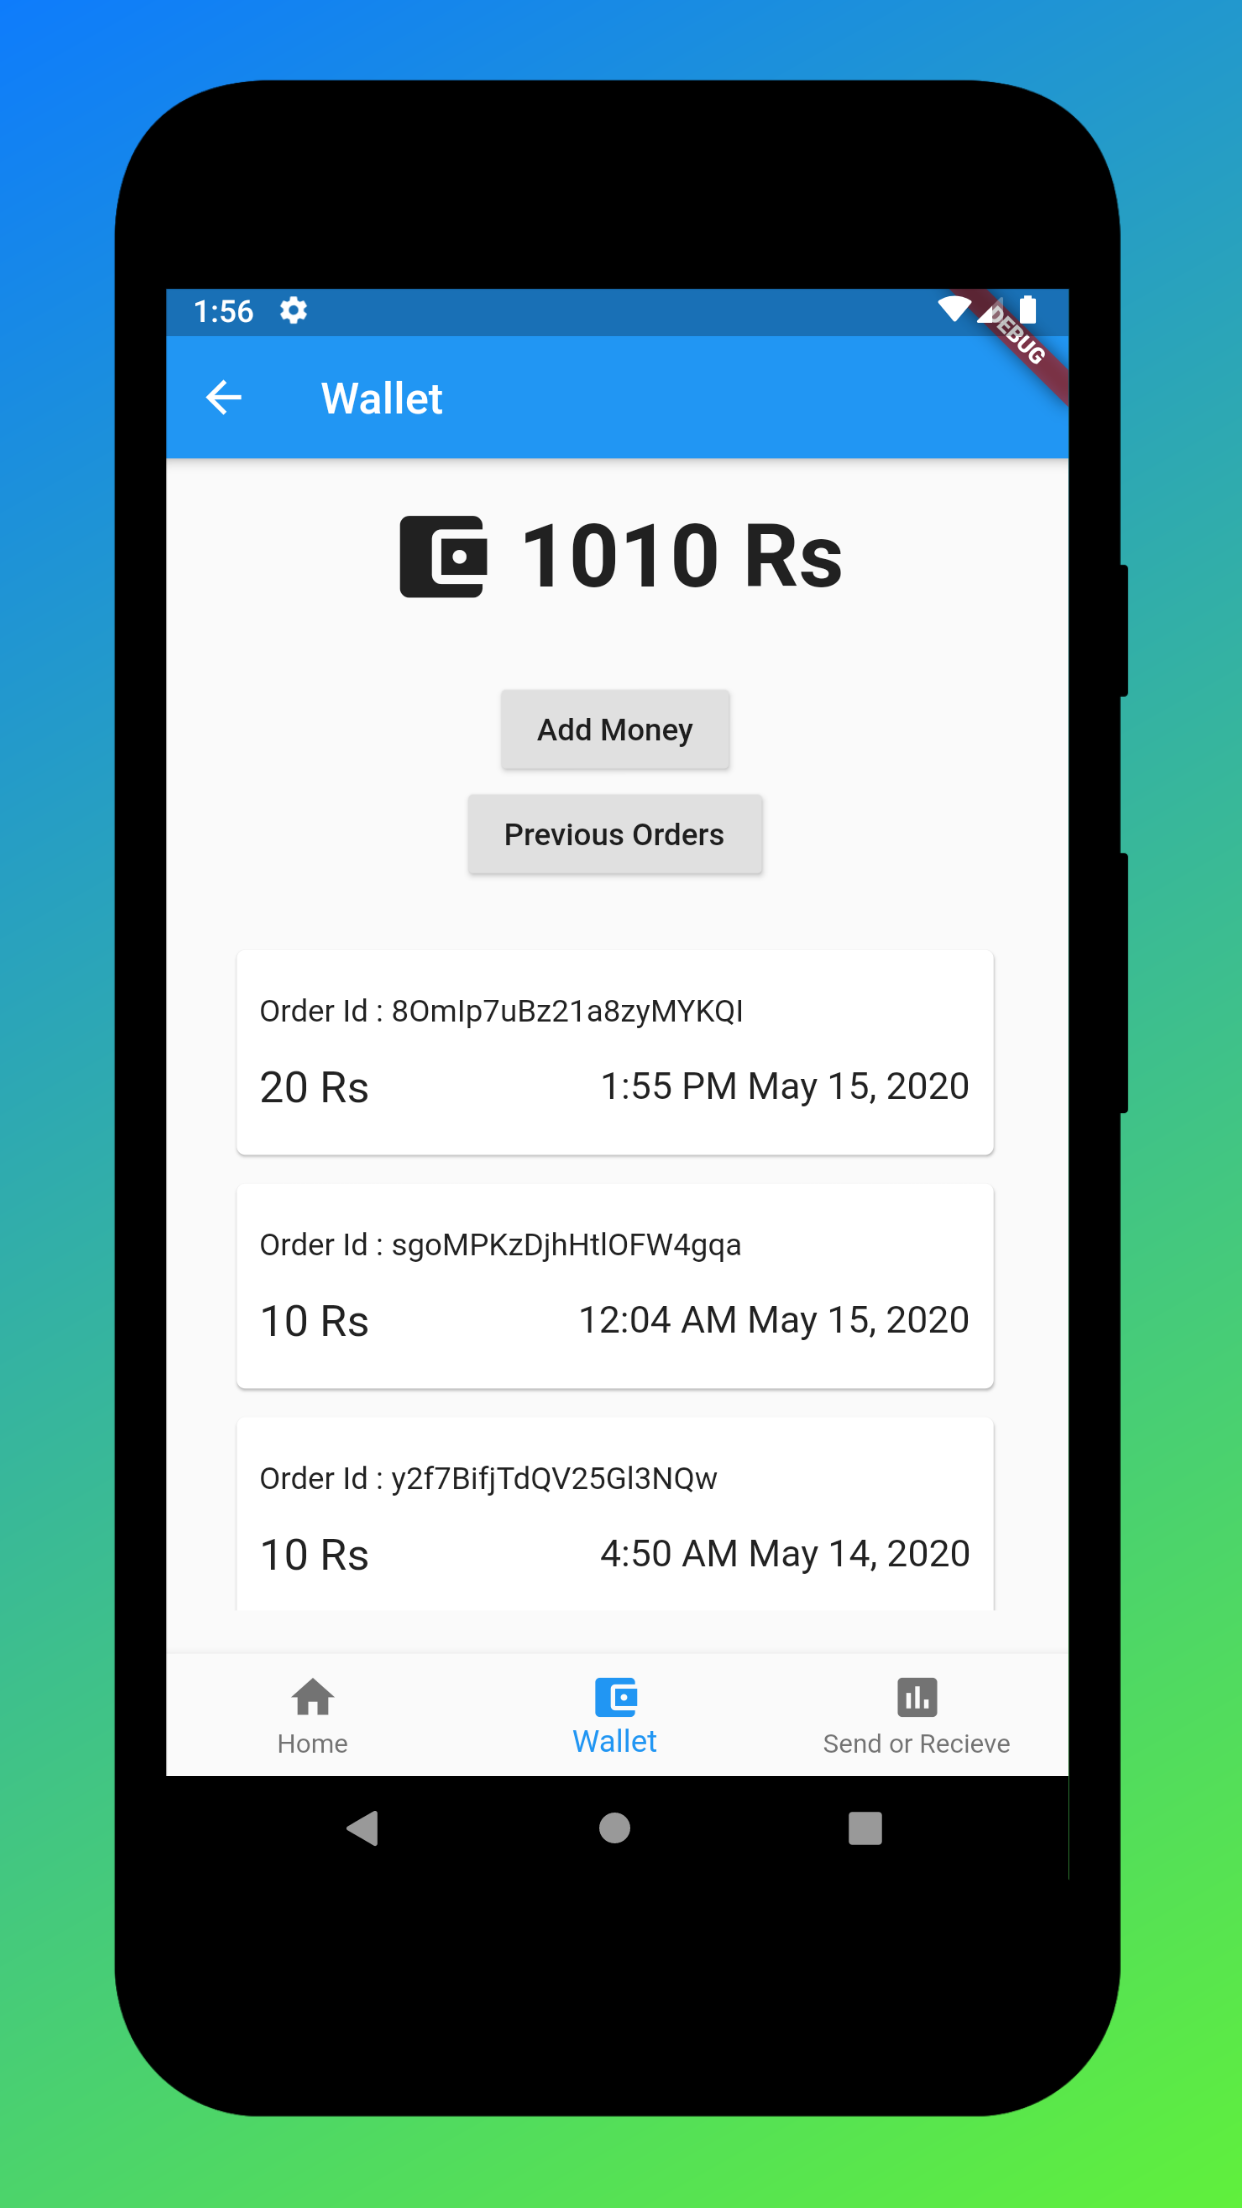 1:56
DEBUG
Wallet
1010 Rs
Add Money
Previous Orders
Order Id : 8OmIp7uBz21a8zyMYKQI
20 Rs 1:55 PM May 15, 2020
Order Id : sgoMPKzDjhHtlOFW4gqa
10 Rs 12:04 AM May 15, 2020
Order Id : y2f7BifjTdQV25Gl3NQw
10 Rs 4:50 AM May 14, 2020
Home Wallet Send or Recieve